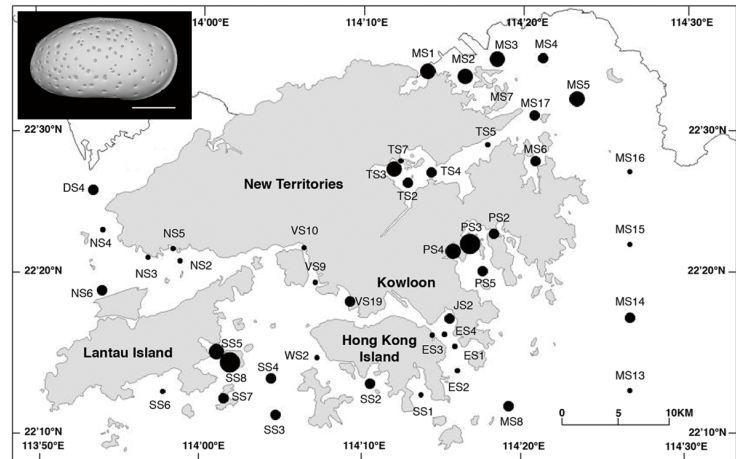 114'00"E
114'10"E
114'20"E
114'30"E
MS1
MS2
MS3
MS4
MS5
MS7
MS17
22'30"N
22'30"N
TS5
TS7
MS6
MS16
TS3
TS4
TS2
DS4
New Territories
PS2
NS4
NS5
VS10
PS3
MS15
PS4
NS3
NS2
VS9
22'20"N
22'20"N
PS5
Kowloon
NS6
VS19
JS2
MS14
Lantau Island
SS5
Hong Kong
Island
ES4
ES3
ES1
WS2
SS8
SS4
ES2
MS13
SS6
SS7
SS2
SS1
0
5
10KM
SS3
MS8
22'10"N
22'10"N
113'50"E
114'00"E
114'10"E
114'20"E
114'30"E